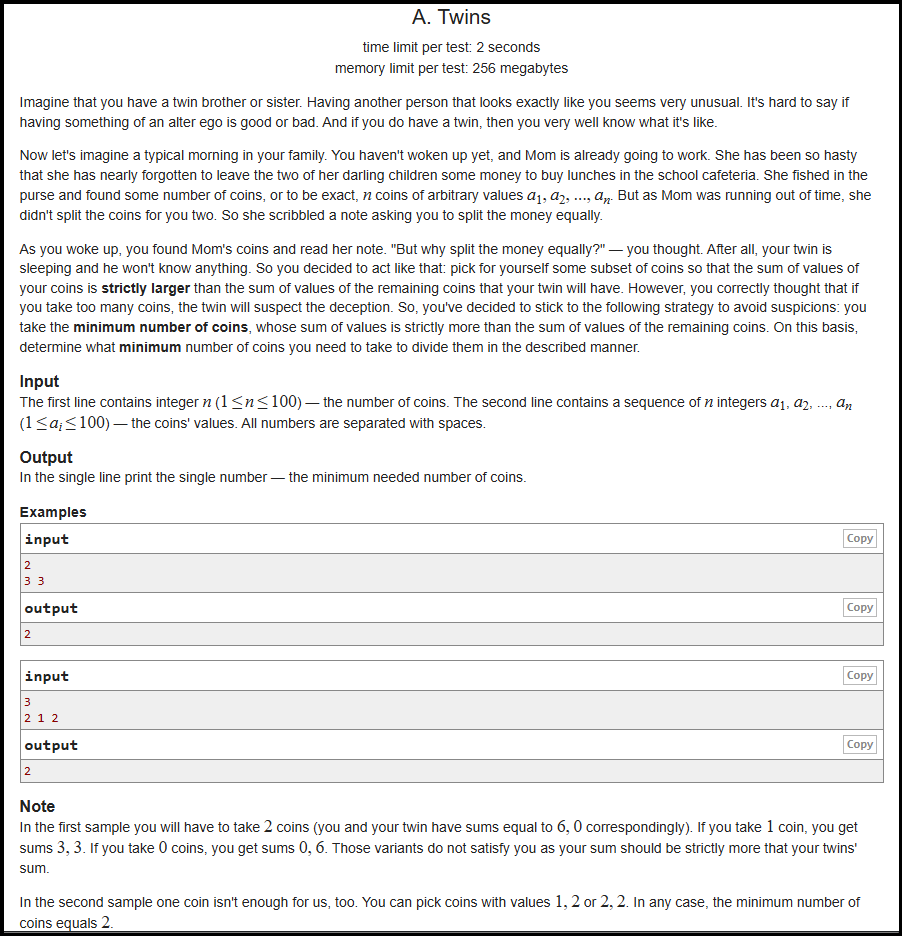 A. Twins
time limit per test: 2 seconds
memory limit per test: 256 megabytes
Imagine that you have a twin brother or sister. Having another person that looks exactly like you seems very unusual. It's hard to say if
having something of an alter ego is good or bad. And if you do have a twin, then you very well know what it's like.
Now let's imagine a typical morning in your family. You haven't woken up yet, and Mom is already going to work. She has been so hasty
that she has nearly forgotten to leave the two of her darling children some money to buy lunches in the school cafeteria. She fished in the
purse and found some number of coins, or to be exact, n coins of arbitrary values a₁, a₂, ..., aₙ. But as Mom was running out of time, she
didn't split the coins for you two. So she scribbled a note asking you to split the money equally.
As you woke up, you found Mom's coins and read her note. "But why split the money equally?" — you thought. After all, your twin is
sleeping and he won't know anything. So you decided to act like that: pick for yourself some subset of coins so that the sum of values of
your coins is strictly larger than the sum of values of the remaining coins that your twin will have. However, you correctly thought that if
you take too many coins, the twin will suspect the deception. So, you've decided to stick to the following strategy to avoid suspicions: you
take the minimum number of coins, whose sum of values is strictly more than the sum of values of the remaining coins. On this basis,
determine what minimum number of coins you need to take to divide them in the described manner.
Input
The first line contains integer n (1 ≤ n ≤ 100) — the number of coins. The second line contains a sequence of n integers a₁, a₂, ..., aₙ
(1 ≤ aᵢ ≤ 100) — the coins' values. All numbers are separated with spaces.
Output
In the single line print the single number — the minimum needed number of coins.
Examples
input Copy
2
3 3
output Copy
2
input Copy
3
2 1 2
output Copy
2
Note
In the first sample you will have to take 2 coins (you and your twin have sums equal to 6, 0 correspondingly). If you take 1 coin, you get
sums 3, 3. If you take 0 coins, you get sums 0, 6. Those variants do not satisfy you as your sum should be strictly more that your twins'
sum.
In the second sample one coin isn't enough for us, too. You can pick coins with values 1, 2 or 2, 2. In any case, the minimum number of
coins equals 2.